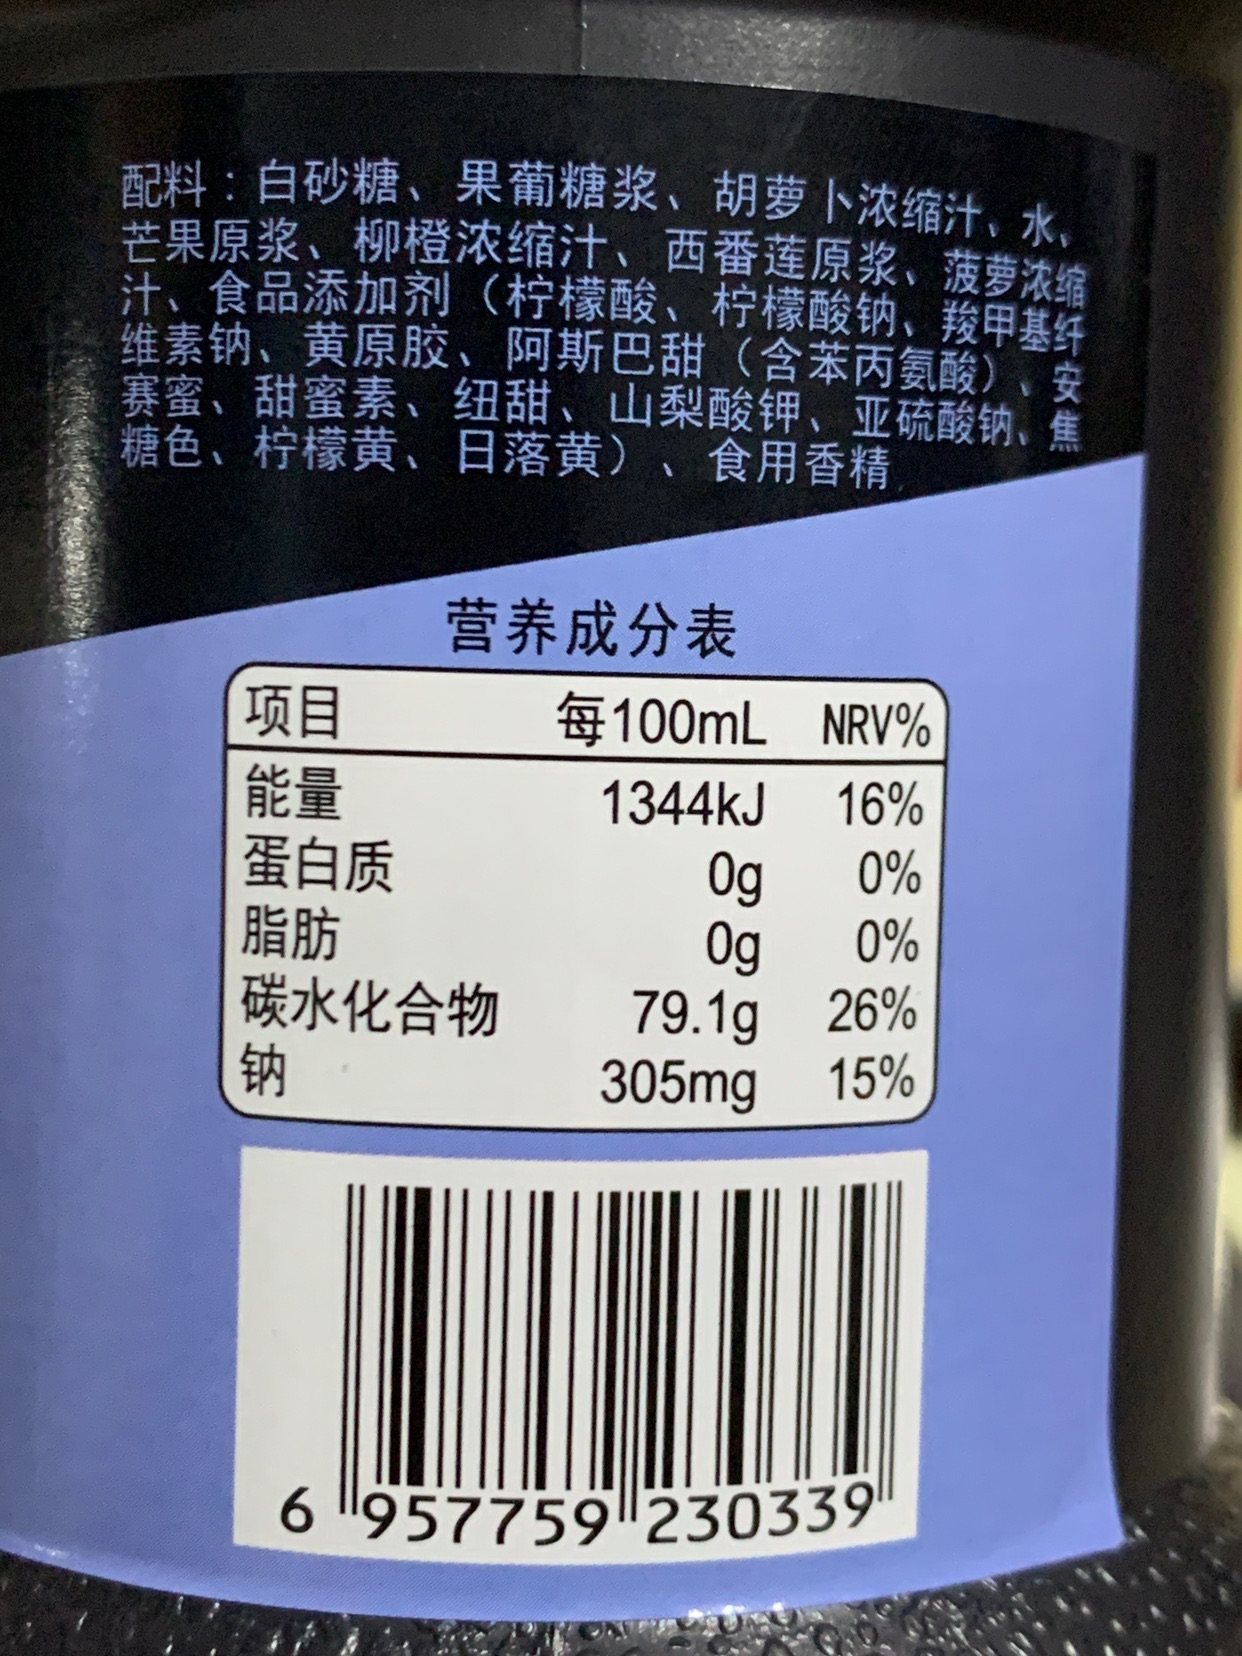 配料：白砂糖、果葡糖浆、胡萝卜浓缩汁、水、
芒果原浆、柳橙浓缩汁、西番莲原浆、菠萝浓缩
汁、食品添加剂（柠檬酸、柠檬酸钠、羧甲基纤
维素钠、黄原胶、阿斯巴甜（含苯丙氨酸）、安
赛蜜、甜蜜素、纽甜、山梨酸钾、亚硫酸钠、焦
糖色、柠檬黄、日落黄）、食用香精
营养成分表
项目 每100mL NRV%
能量 1344kJ 16%
蛋白质 0g 0%
脂肪 0g 0%
碳水化合物 79.1g 26%
钠 305mg 15%
6 957759 230339